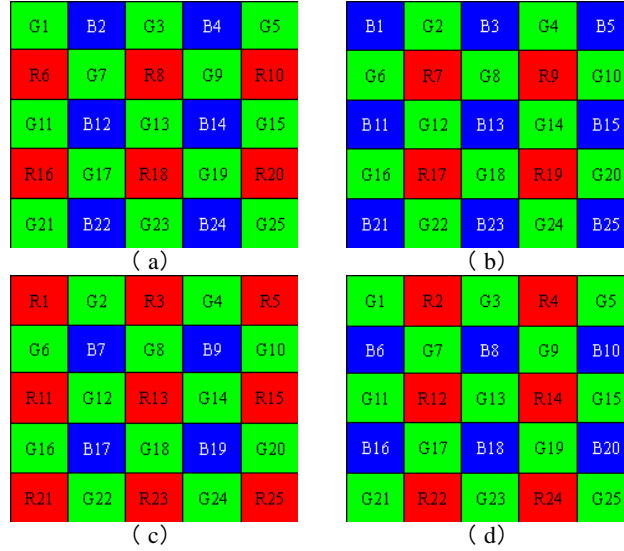 G1 B2 G3 B4 G5
R6 G7 R8 G9 R10
G11 B12 G13 B14 G15
R16 G17 R18 G19 R20
G21 B22 G23 B24 G25
( a )
B1 G2 B3 G4 B5
G6 R7 G8 R9 G10
B11 G12 B13 G14 B15
G16 R17 G18 R19 G20
B21 G22 B23 G24 B25
( b )
R1 G2 R3 G4 R5
G6 B7 G8 B9 G10
R11 G12 R13 G14 R15
G16 B17 G18 B19 G20
R21 G22 R23 G24 R25
( c )
G1 R2 G3 R4 G5
B6 G7 B8 G9 B10
G11 R12 G13 R14 G15
B16 G17 B18 G19 B20
G21 R22 G23 R24 G25
( d )